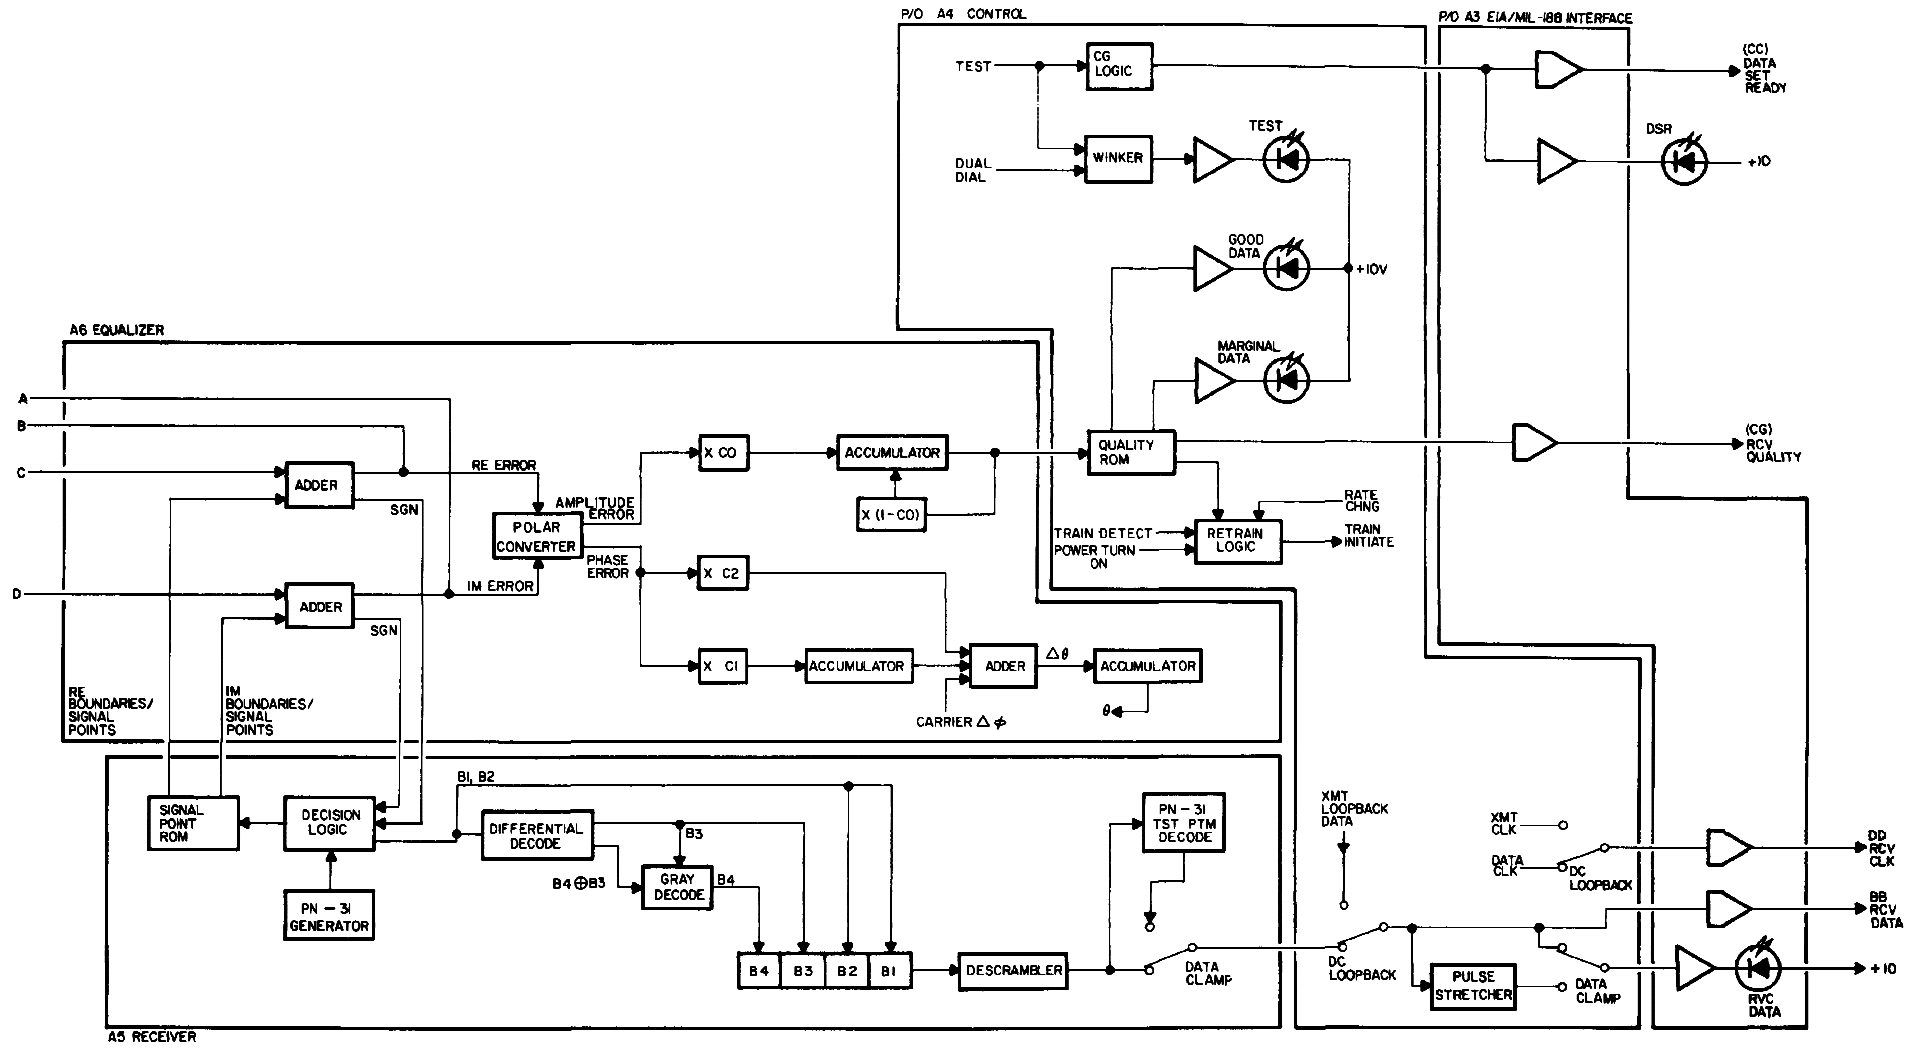 P/O A4 CONTROL
P/O A3 EIA/MIL-188 INTERFACE
TEST
CG
LOGIC
(CC)
DATA
SET
READY
DUAL
DIAL
WINKER
TEST
DSR
+10
GOOD
DATA
+10V
MARGINAL
DATA
A6 EQUALIZER
A
B
C
D
ADDER
SGN
RE ERROR
POLAR
CONVERTER
AMPLITUDE
ERROR
X C0
ACCUMULATOR
X (1-C0)
QUALITY
ROM
(CG)
RCV
QUALITY
RATE
CHNG
TRAIN DETECT
POWER TURN
ON
RETRAIN
LOGIC
TRAIN
INITIATE
PHASE
ERROR
X C2
IM ERROR
ADDER
SGN
X C1
ACCUMULATOR
ADDER
Δθ
ACCUMULATOR
θ
CARRIER Δ ϕ
RE
BOUNDARIES/
SIGNAL
POINTS
IM
BOUNDARIES/
SIGNAL
POINTS
B1, B2
SIGNAL
POINT
ROM
DECISION
LOGIC
DIFFERENTIAL
DECODE
B3
B4⊕B3
GRAY
DECODE
B4
PN-31
GENERATOR
B4 B3 B2 B1
DESCRAMBLER
PN-31
TST PTM
DECODE
DATA
CLAMP
XMT
LOOPBACK
DATA
DC
LOOPBACK
XMT
CLK
DATA
CLK
DC
LOOPBACK
PULSE
STRETCHER
DATA
CLAMP
DD
RCV
CLK
BB
RCV
DATA
+10
RVC
DATA
A5 RECEIVER